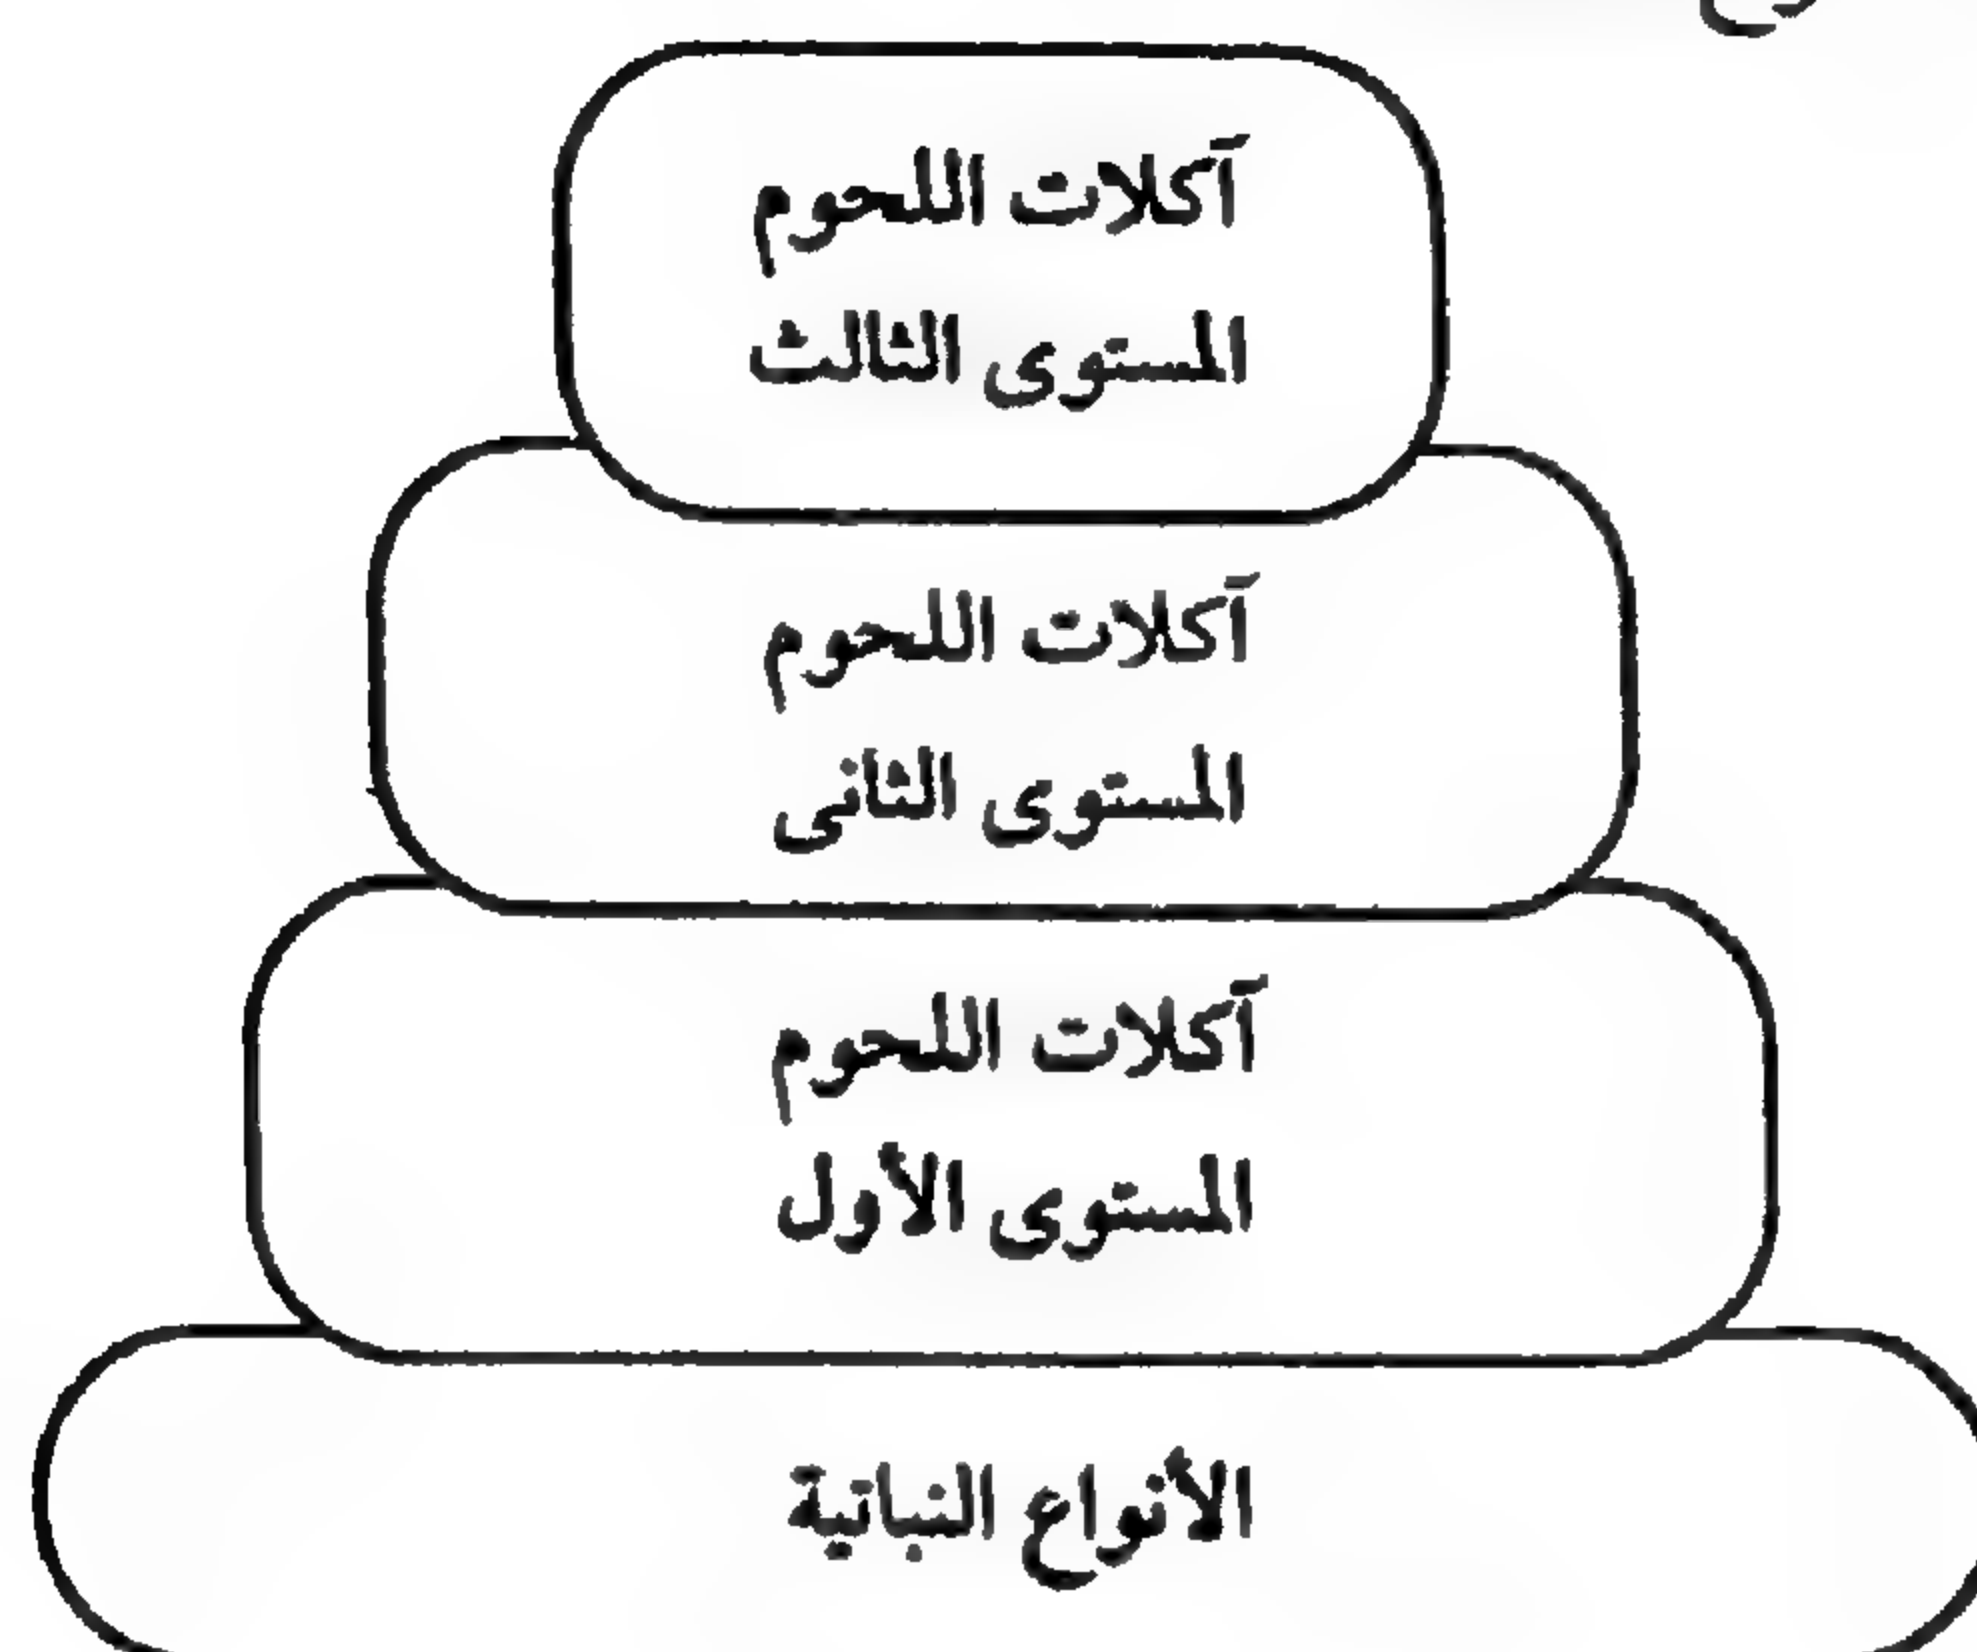 آكلات اللحوم
المستوى الثالث
آكلات اللحوم
المستوى الثانى
آكلات اللحوم
المستوى الأول
الأنواع النباتية